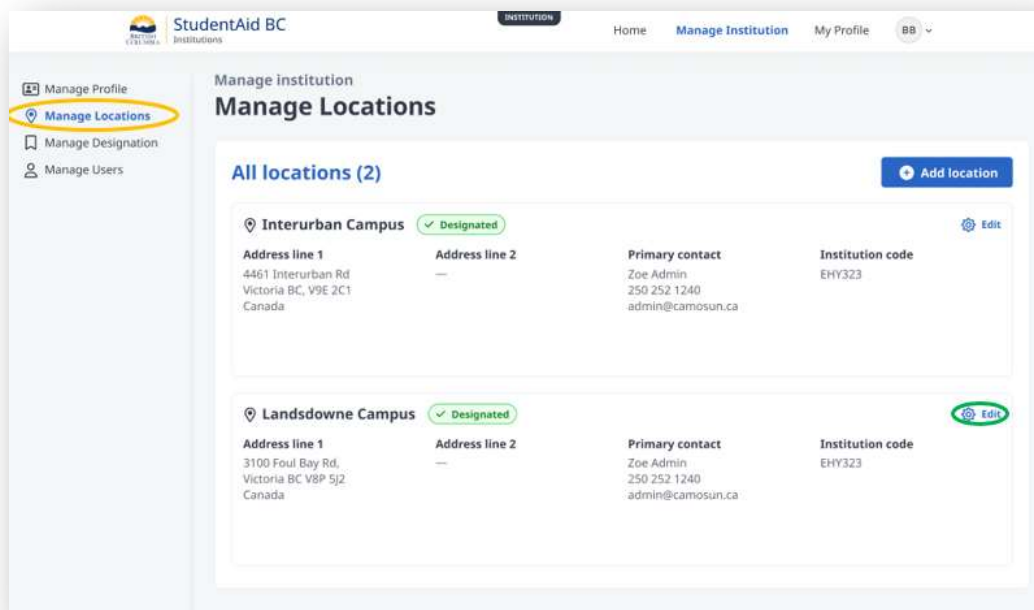 BRITISH
COLUMBIA
StudentAid BC
Institutions
INSTITUTION
Home
Manage Institution
My Profile
BB
Manage Profile
Manage Locations
Manage Designation
Manage Users
Manage institution
Manage Locations
All locations (2)
Add location
Interurban Campus
Designated
Edit
Address line 1
4461 Interurban Rd
Victoria BC, V9E 2C1
Canada
Address line 2
—
Primary contact
Zoe Admin
250 252 1240
admin@camosun.ca
Institution code
EHY323
Landsdowne Campus
Designated
Edit
Address line 1
3100 Foul Bay Rd,
Victoria BC V8P 5J2
Canada
Address line 2
—
Primary contact
Zoe Admin
250 252 1240
admin@camosun.ca
Institution code
EHY323